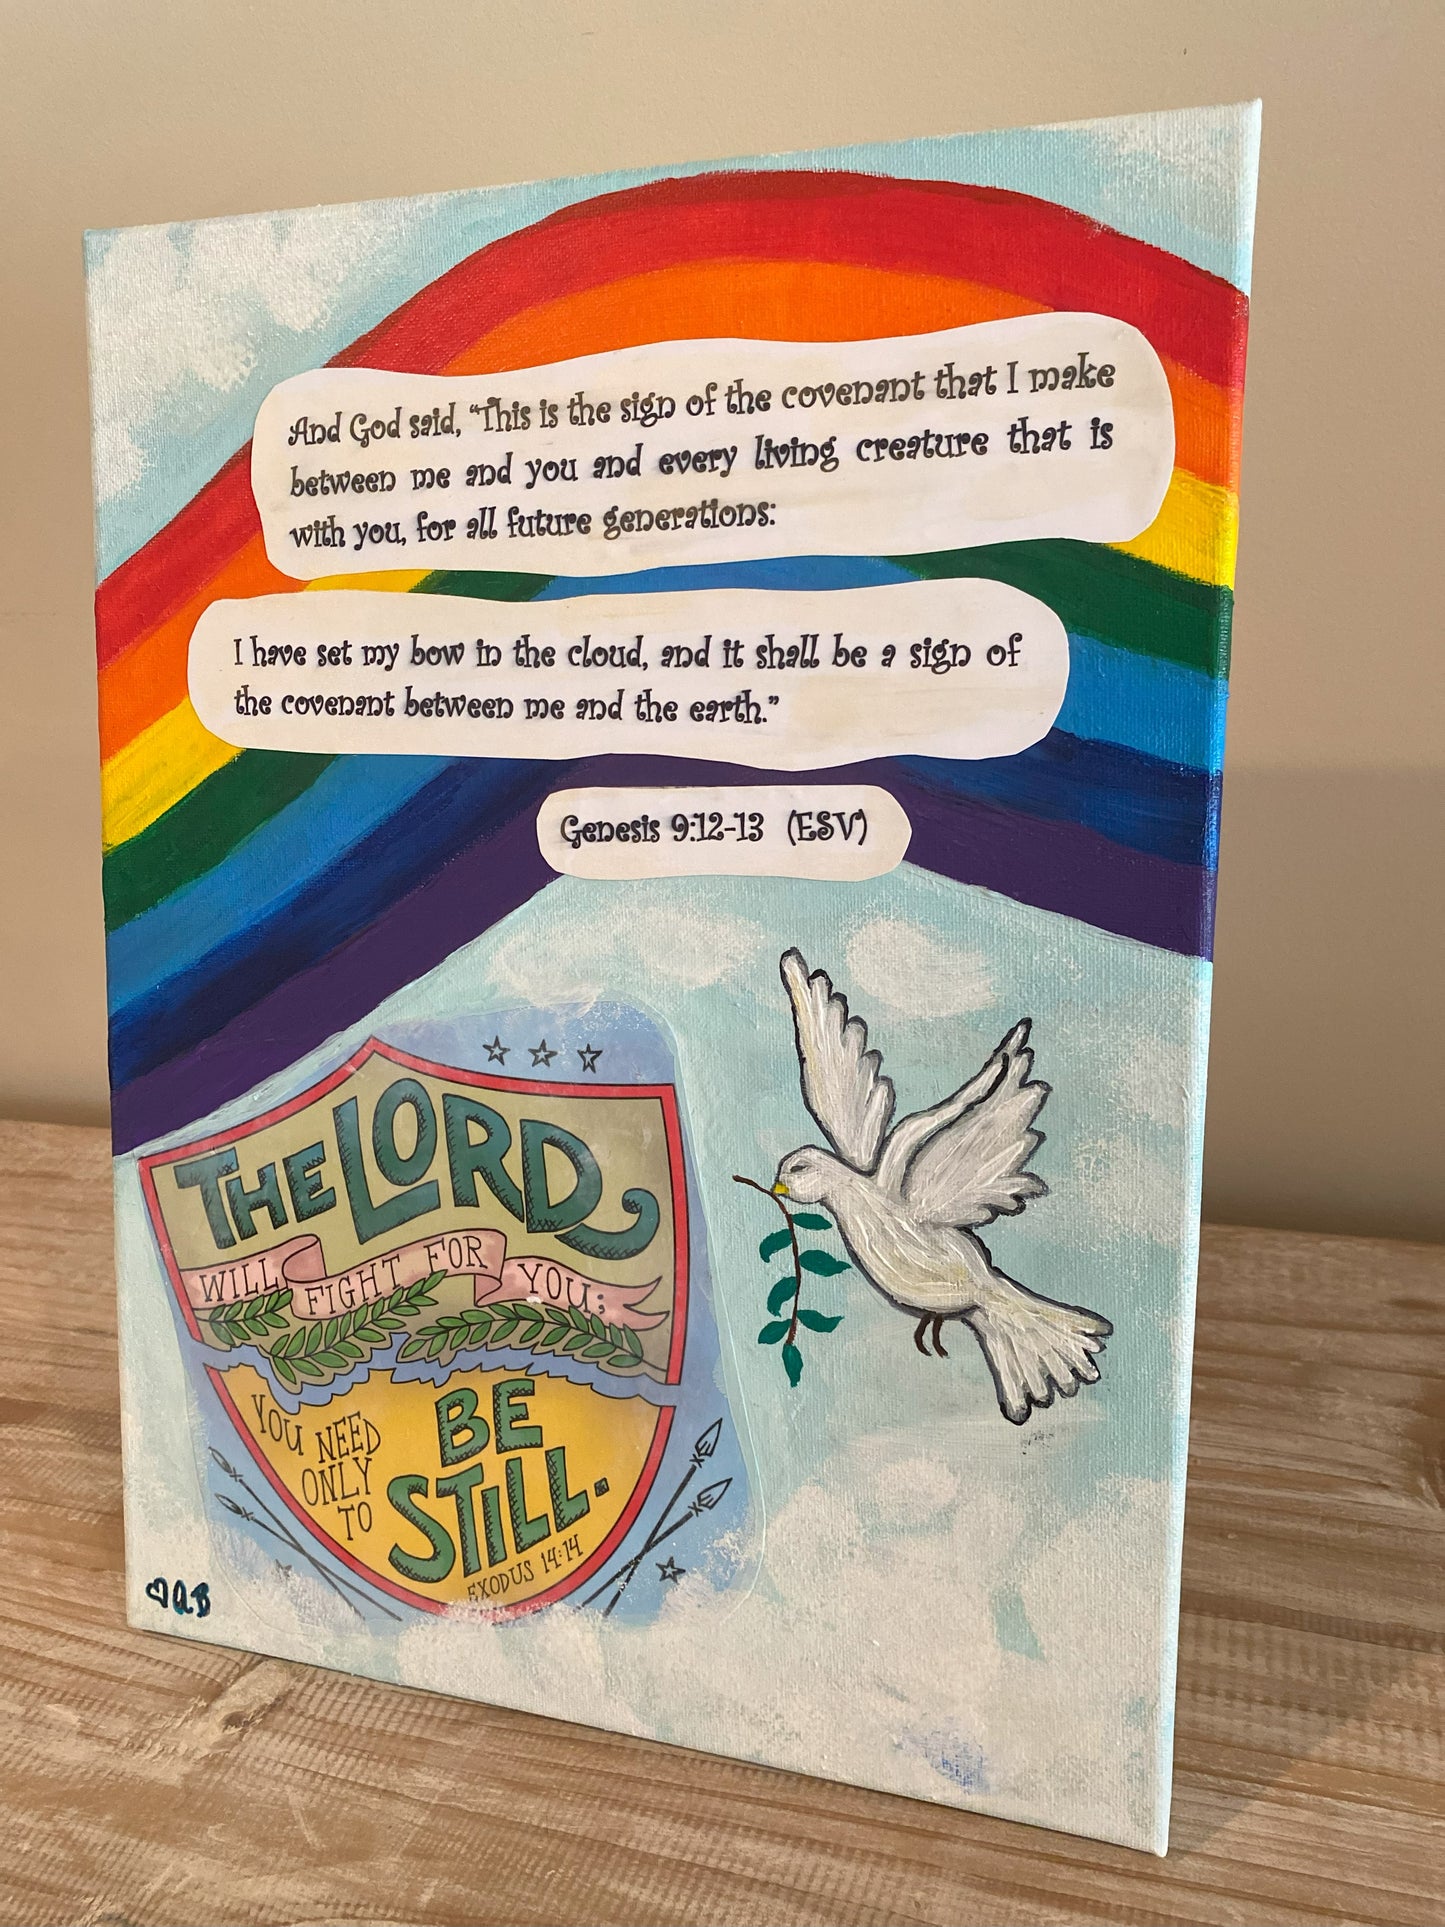 And God said, “This is the sign of the covenant that I make
between me and you and every living creature that is
with you, for all future generations:
I have set my bow in the cloud, and it shall be a sign of
the covenant between me and the earth.”
Genesis 9:12-13 (ESV)
THE LORD
WILL FIGHT FOR YOU;
YOU NEED
ONLY
TO
BE
STILL.
EXODUS 14:14
AB